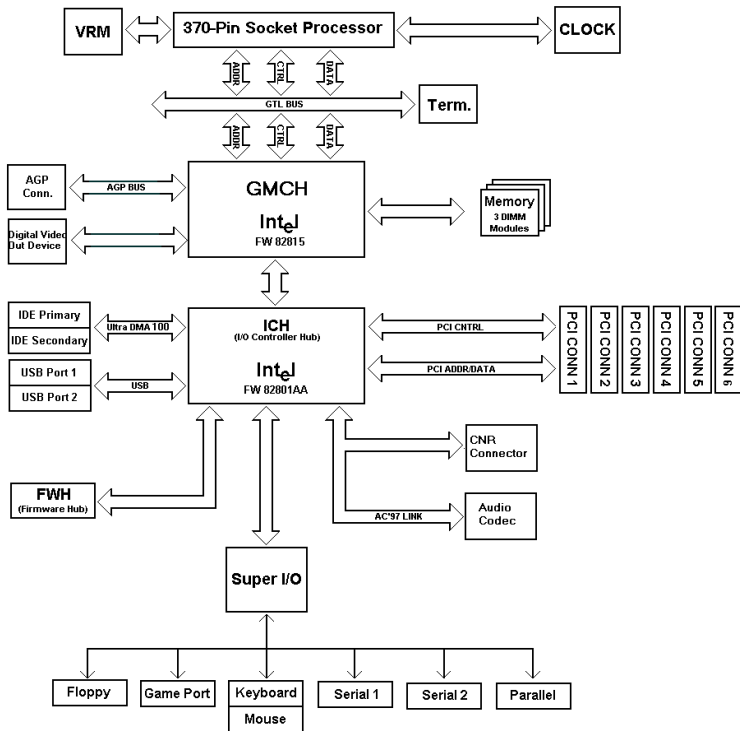 VRM
370-Pin Socket Processor
CLOCK
ADDR
CTRL
DATA
GTL BUS
Term.
ADDR
CTRL
DATA
AGP
Conn.
AGP BUS
GMCH
Intel
FW 82815
Memory
3 DIMM
Modules
Digital Video
Out Device
IDE Primary
IDE Secondary
Ultra DMA 100
ICH
(I/O Controller Hub)
Intel
FW 82801AA
PCI CNTRL
PCI ADDR/DATA
PCI CONN 1
PCI CONN 2
PCI CONN 3
PCI CONN 4
PCI CONN 5
PCI CONN 6
USB Port 1
USB Port 2
USB
CNR
Connector
FWH
(Firmware Hub)
AC'97 LINK
Audio
Codec
Super I/O
Floppy
Game Port
Keyboard
Mouse
Serial 1
Serial 2
Parallel